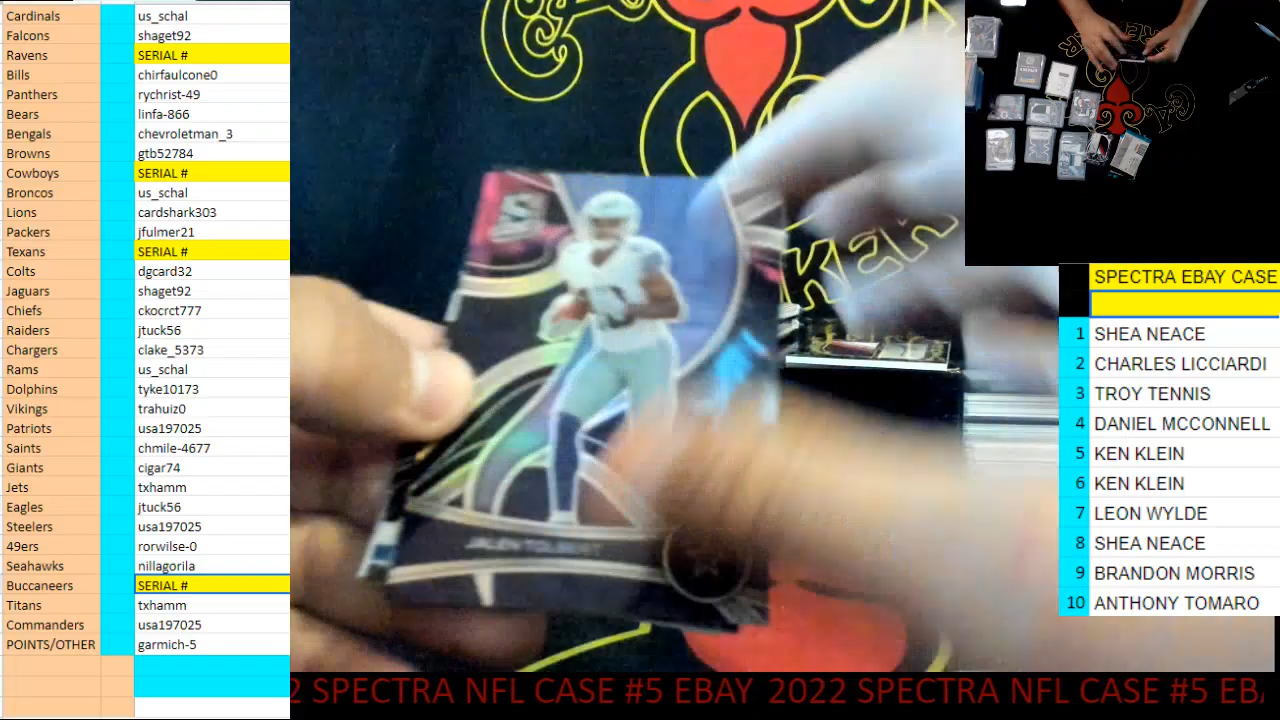 Cardinals us_schal
Falcons shaget92
Ravens SERIAL #
Bills chirfaulcone0
Panthers rychrist-49
Bears linfa-866
Bengals chevroletman_3
Browns gtb52784
Cowboys SERIAL #
Broncos us_schal
Lions cardshark303
Packers jfulmer21
Texans SERIAL #
Colts dgcard32
Jaguars shaget92
Chiefs ckocrct777
Raiders jtuck56
Chargers clake_5373
Rams us_schal
Dolphins tyke10173
Vikings trahuiz0
Patriots usa197025
Saints chmile-4677
Giants cigar74
Jets txhamm
Eagles jtuck56
Steelers usa197025
49ers rorwilse-0
Seahawks nillagorila
Buccaneers SERIAL #
Titans txhamm
Commanders usa197025
POINTS/OTHER garmich-5
JALEN TOLBERT
SPECTRA EBAY CASE
1 SHEA NEACE
2 CHARLES LICCIARDI
3 TROY TENNIS
4 DANIEL MCCONNELL
5 KEN KLEIN
6 KEN KLEIN
7 LEON WYLDE
8 SHEA NEACE
9 BRANDON MORRIS
10 ANTHONY TOMARO
2 SPECTRA NFL CASE #5 EBAY 2022 SPECTRA NFL CASE #5 EB